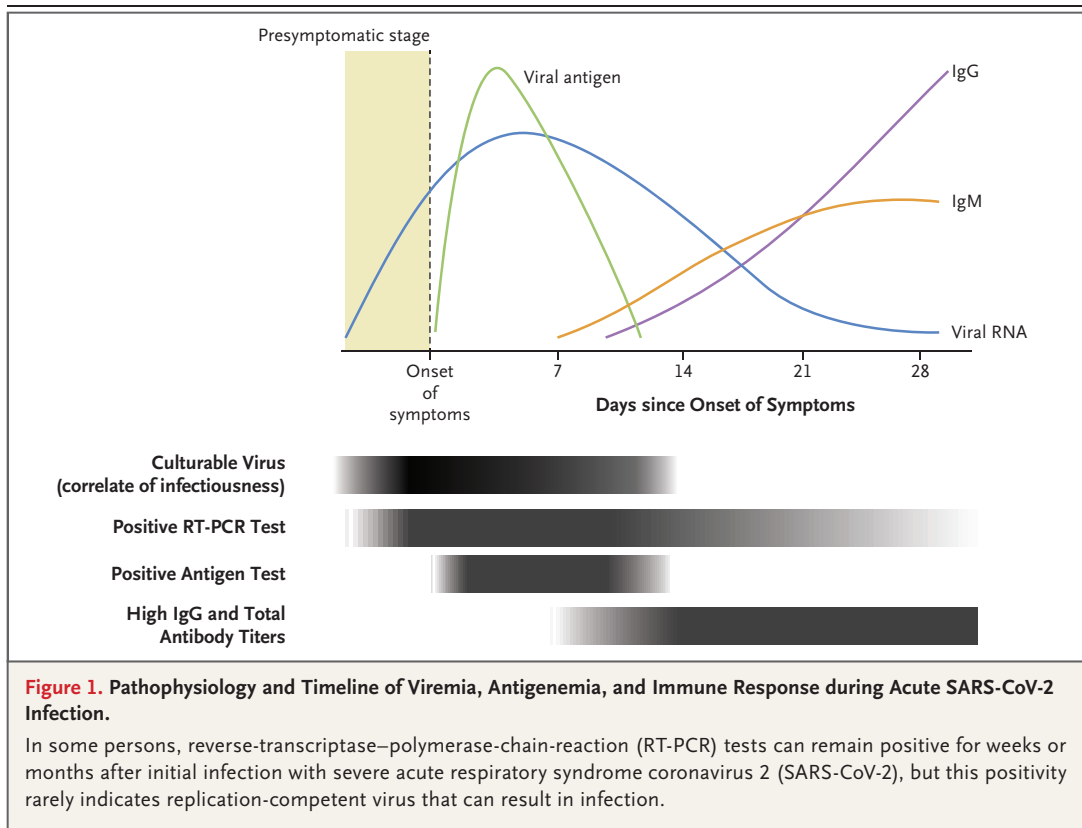 Presymptomatic stage
Viral antigen
IgG
IgM
Viral RNA
Onset
of
symptoms
7
14
21
28
Days since Onset of Symptoms
Culturable Virus
(correlate of infectiousness)
Positive RT-PCR Test
Positive Antigen Test
High IgG and Total
Antibody Titers
Figure 1. Pathophysiology and Timeline of Viremia, Antigenemia, and Immune Response during Acute SARS-CoV-2
Infection.
In some persons, reverse-transcriptase–polymerase-chain-reaction (RT-PCR) tests can remain positive for weeks or
months after initial infection with severe acute respiratory syndrome coronavirus 2 (SARS-CoV-2), but this positivity
rarely indicates replication-competent virus that can result in infection.